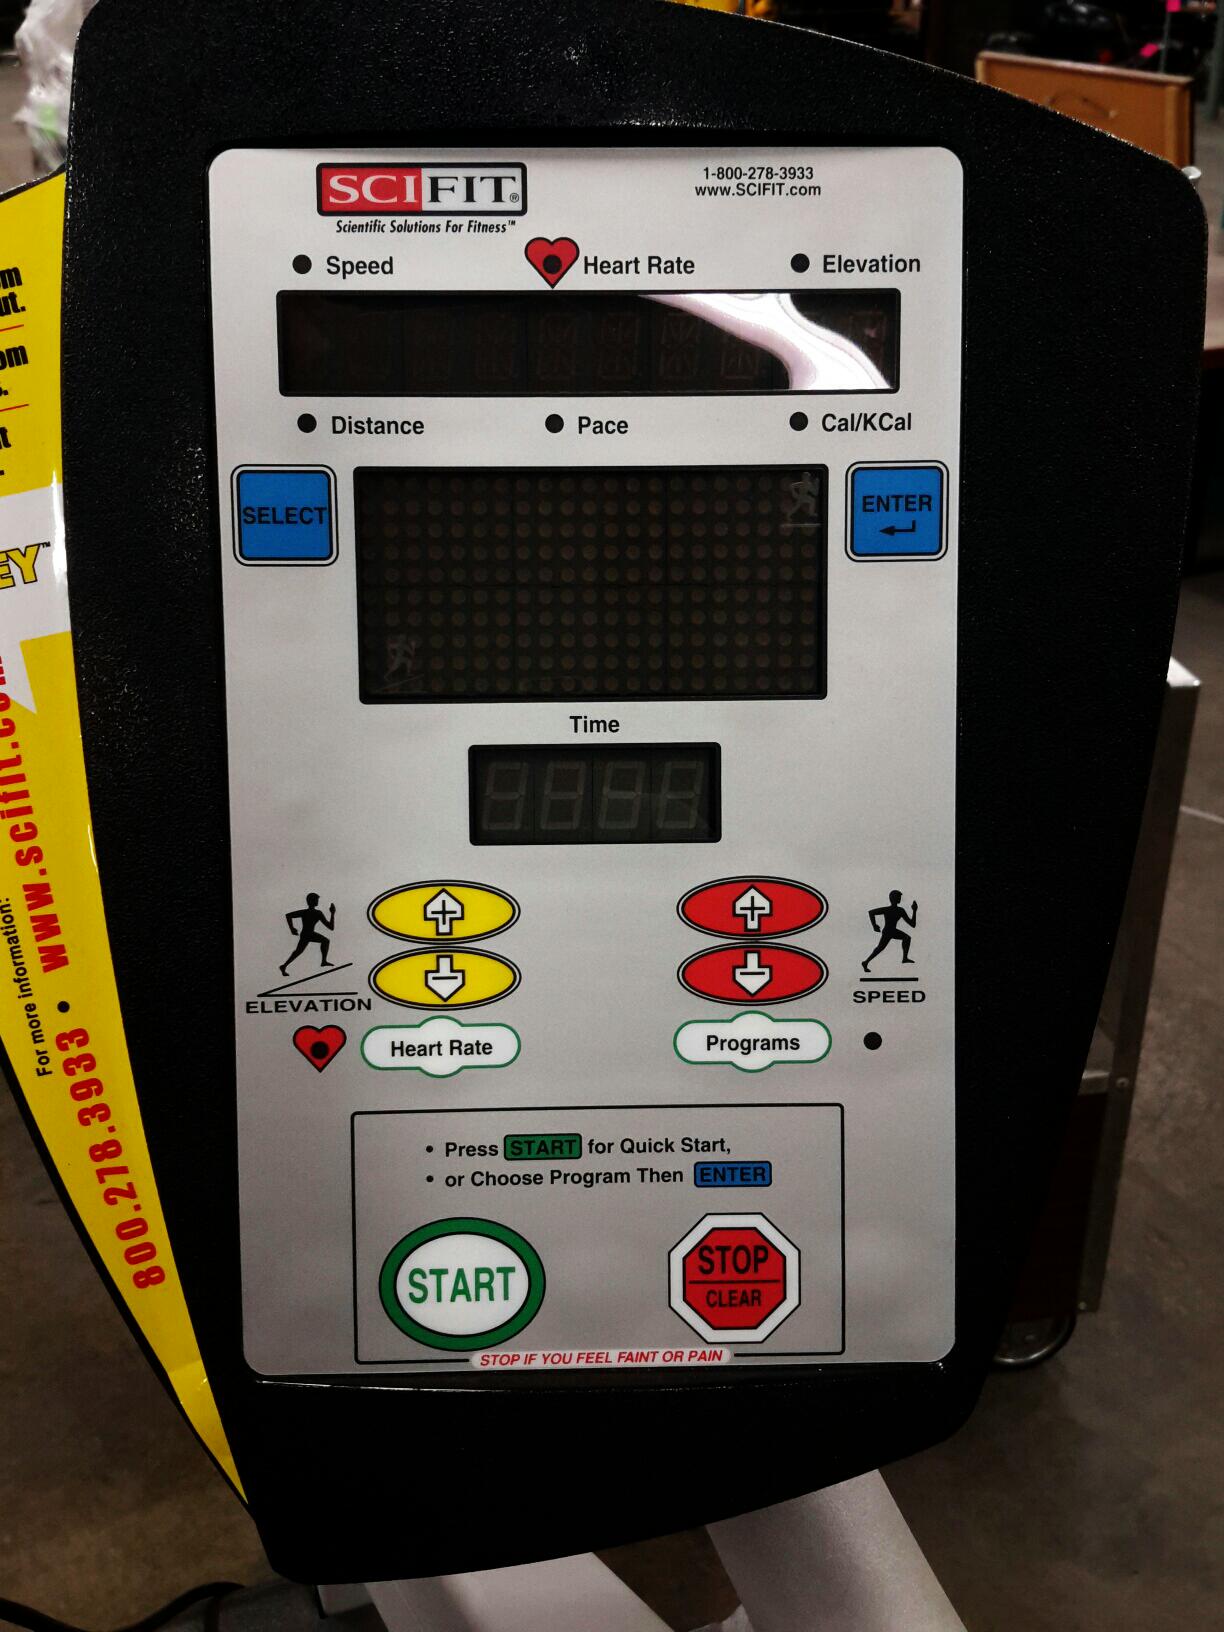 SCIFIT®
Scientific Solutions For Fitness™
1-800-278-3933
www.SCIFIT.com
Speed
Heart Rate
Elevation
Distance
Pace
Cal/KCal
SELECT
ENTER
Time
ELEVATION
SPEED
Heart Rate
Programs
• Press START for Quick Start,
• or Choose Program Then ENTER
START
STOP
CLEAR
STOP IF YOU FEEL FAINT OR PAIN
EY™
For more information:
800.278.3933 • www.scifit.com